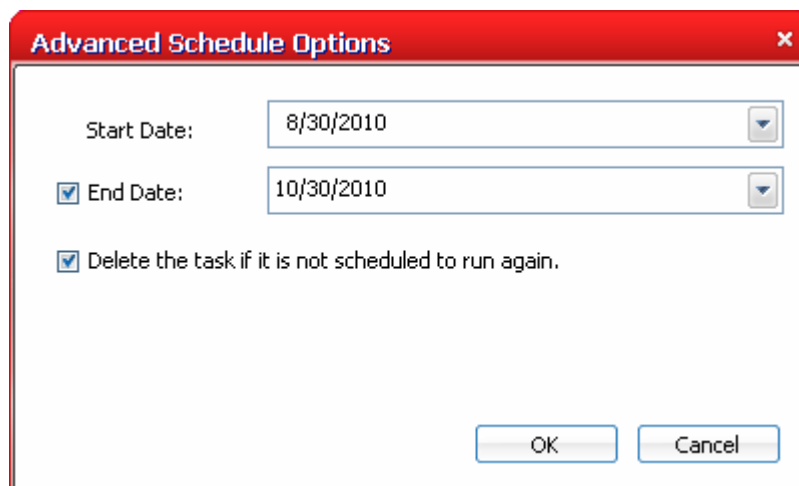 Advanced Schedule Options
Start Date: 8/30/2010
End Date: 10/30/2010
Delete the task if it is not scheduled to run again.
OK Cancel